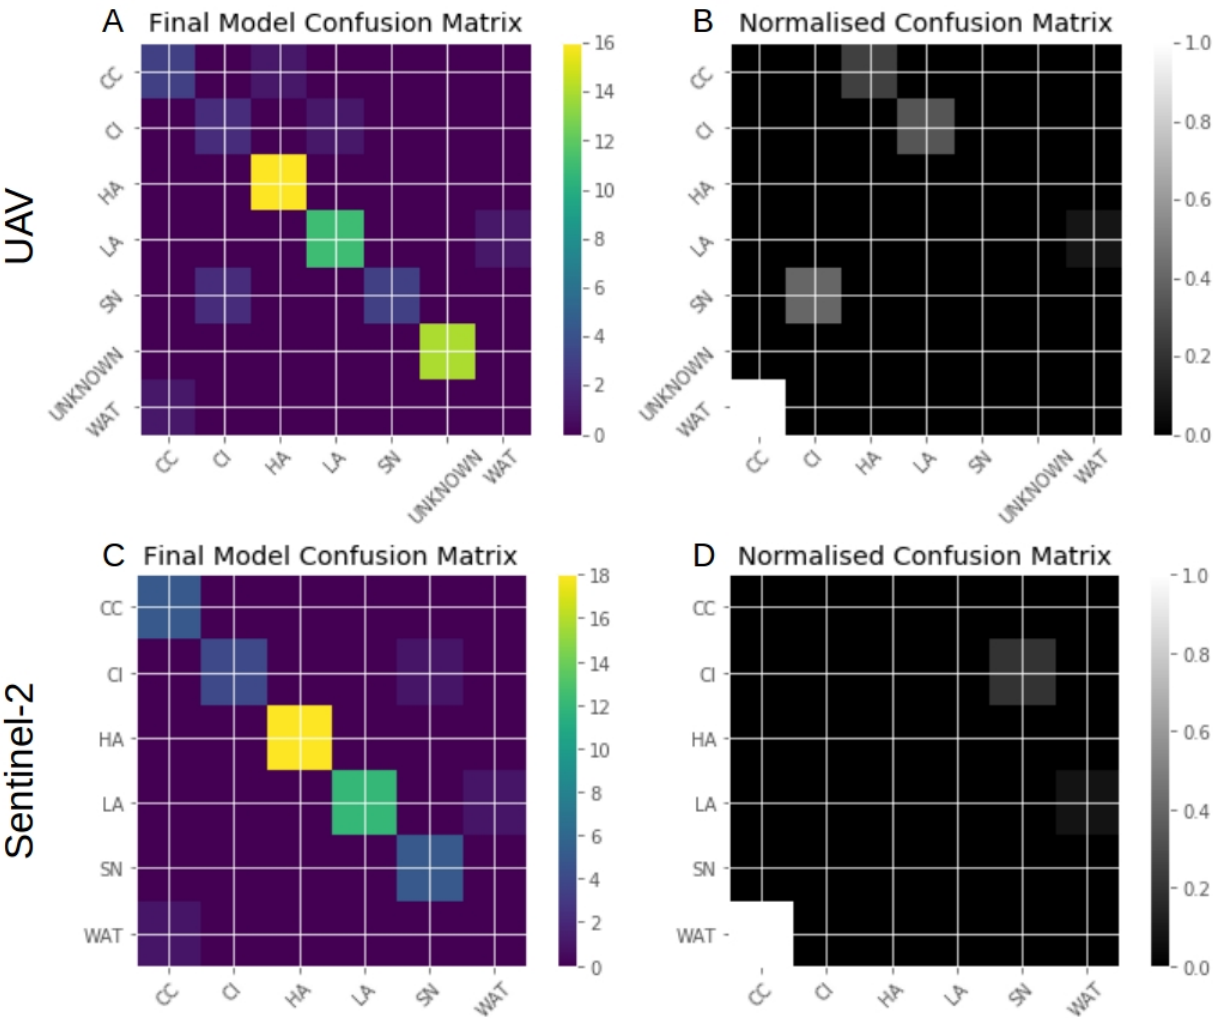 A Final Model Confusion Matrix
B Normalised Confusion Matrix
UAV
CC
CI
HA
LA
SN
UNKNOWN
WAT
CC CI HA LA SN UNKNOWN WAT
16
14
12
10
8
6
4
2
0
CC
CI
HA
LA
SN
UNKNOWN
WAT
CC CI HA LA SN UNKNOWN WAT
1.0
0.8
0.6
0.4
0.2
0.0
C Final Model Confusion Matrix
D Normalised Confusion Matrix
Sentinel-2
CC
CI
HA
LA
SN
WAT
CC CI HA LA SN WAT
18
16
14
12
10
8
6
4
2
0
CC
CI
HA
LA
SN
WAT
CC CI HA LA SN WAT
1.0
0.8
0.6
0.4
0.2
0.0